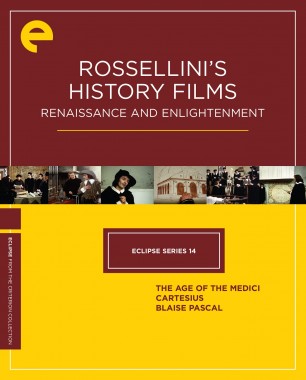 e
ROSSELLINI'S
HISTORY FILMS
RENAISSANCE AND ENLIGHTENMENT
ECLIPSE SERIES 14
ECLIPSE FROM THE CRITERION COLLECTION
THE AGE OF THE MEDICI
CARTESIUS
BLAISE PASCAL